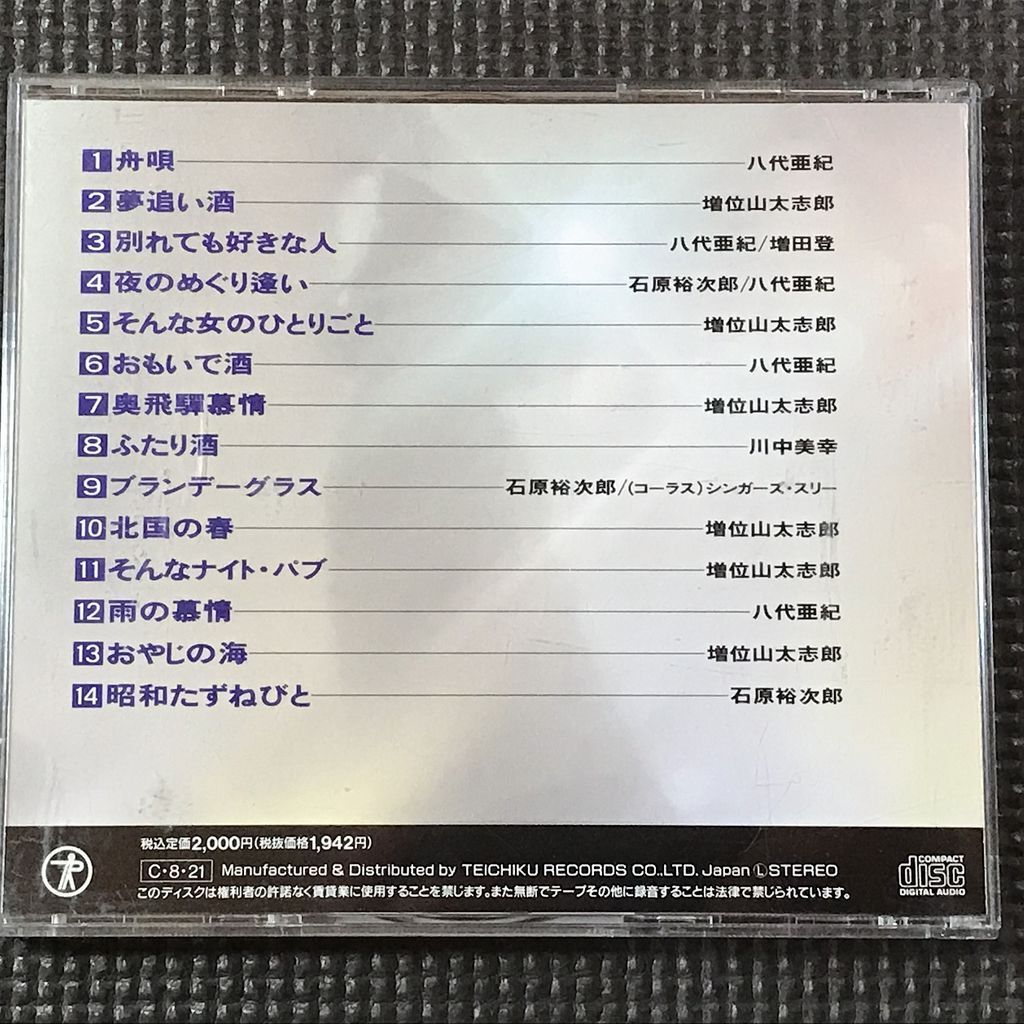 1 舟唄 八代亜紀
2 夢追い酒 増位山太志郎
3 別れても好きな人 八代亜紀/増田登
4 夜のめぐり逢い 石原裕次郎/八代亜紀
5 そんな女のひとりごと 増位山太志郎
6 おもいで酒 八代亜紀
7 奥飛騨慕情 増位山太志郎
8 ふたり酒 川中美幸
9 ブランデーグラス 石原裕次郎/(コーラス)シンガーズ・スリー
10 北国の春 増位山太志郎
11 そんなナイト・パブ 増位山太志郎
12 雨の慕情 八代亜紀
13 おやじの海 増位山太志郎
14 昭和たずねびと 石原裕次郎
税込定価2,000円(税抜価格1,942円)
C・8・21 Manufactured & Distributed by TEICHIKU RECORDS CO.LTD. Japan Ⓛ STEREO
このディスクは権利者の許諾なく賃貸業に使用することを禁じます。また無断でテープその他に録音することは法律で禁じられています。
COMPACT
disc
DIGITAL AUDIO